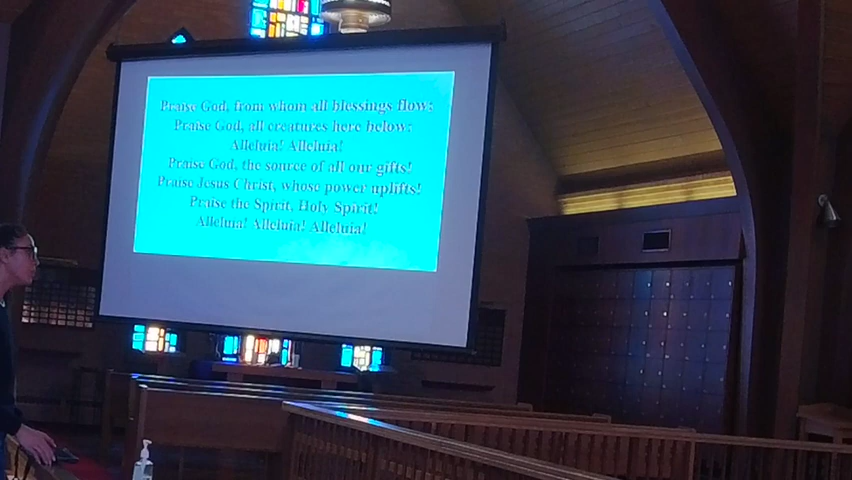 Praise God, from whom all blessings flow;
Praise God, all creatures here below;
Alleluia! Alleluia!
Praise God, the source of all our gifts!
Praise Jesus Christ, whose power uplifts!
Praise the Spirit, Holy Spirit!
Alleluia! Alleluia! Alleluia!